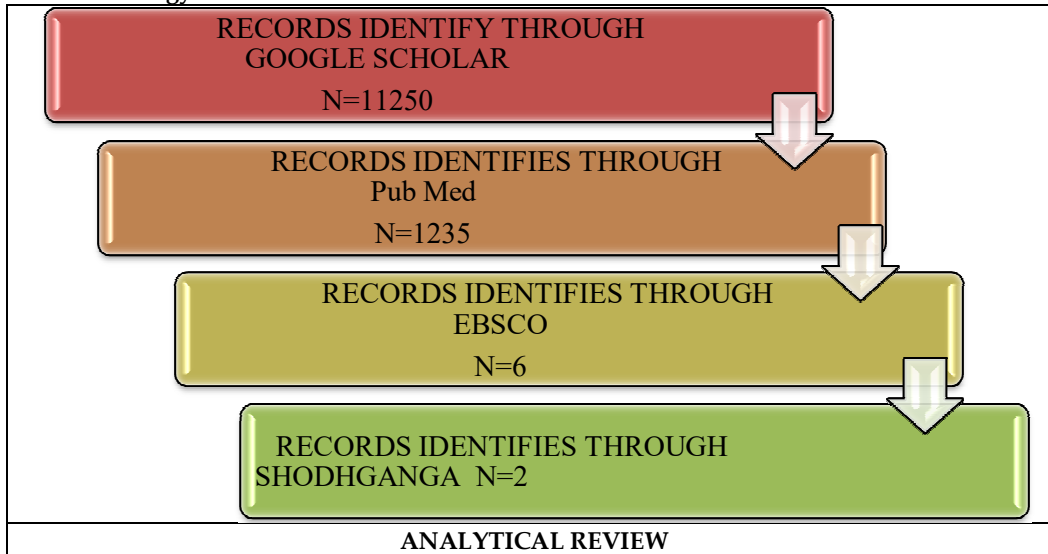 RECORDS IDENTIFY THROUGH
GOOGLE SCHOLAR
N=11250
RECORDS IDENTIFIES THROUGH
Pub Med
N=1235
RECORDS IDENTIFIES THROUGH
EBSCO
N=6
RECORDS IDENTIFIES THROUGH
SHODHGANGA N=2
ANALYTICAL REVIEW